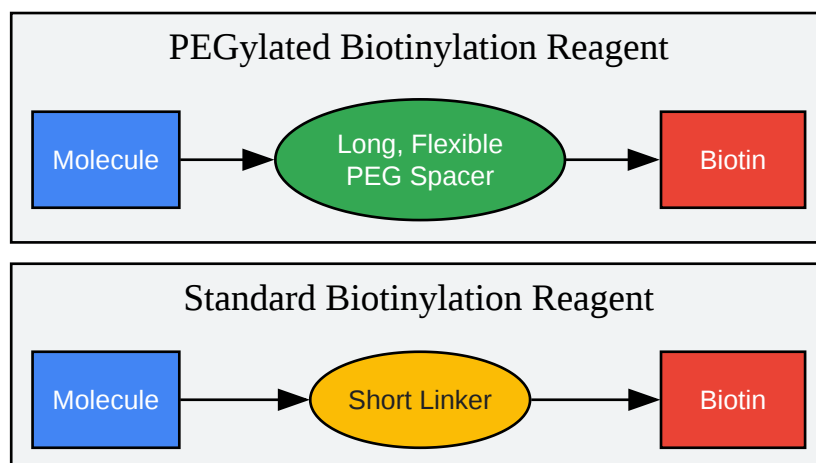 PEGylated Biotinylation Reagent
Molecule
Long, Flexible
PEG Spacer
Biotin
Standard Biotinylation Reagent
Molecule
Short Linker
Biotin